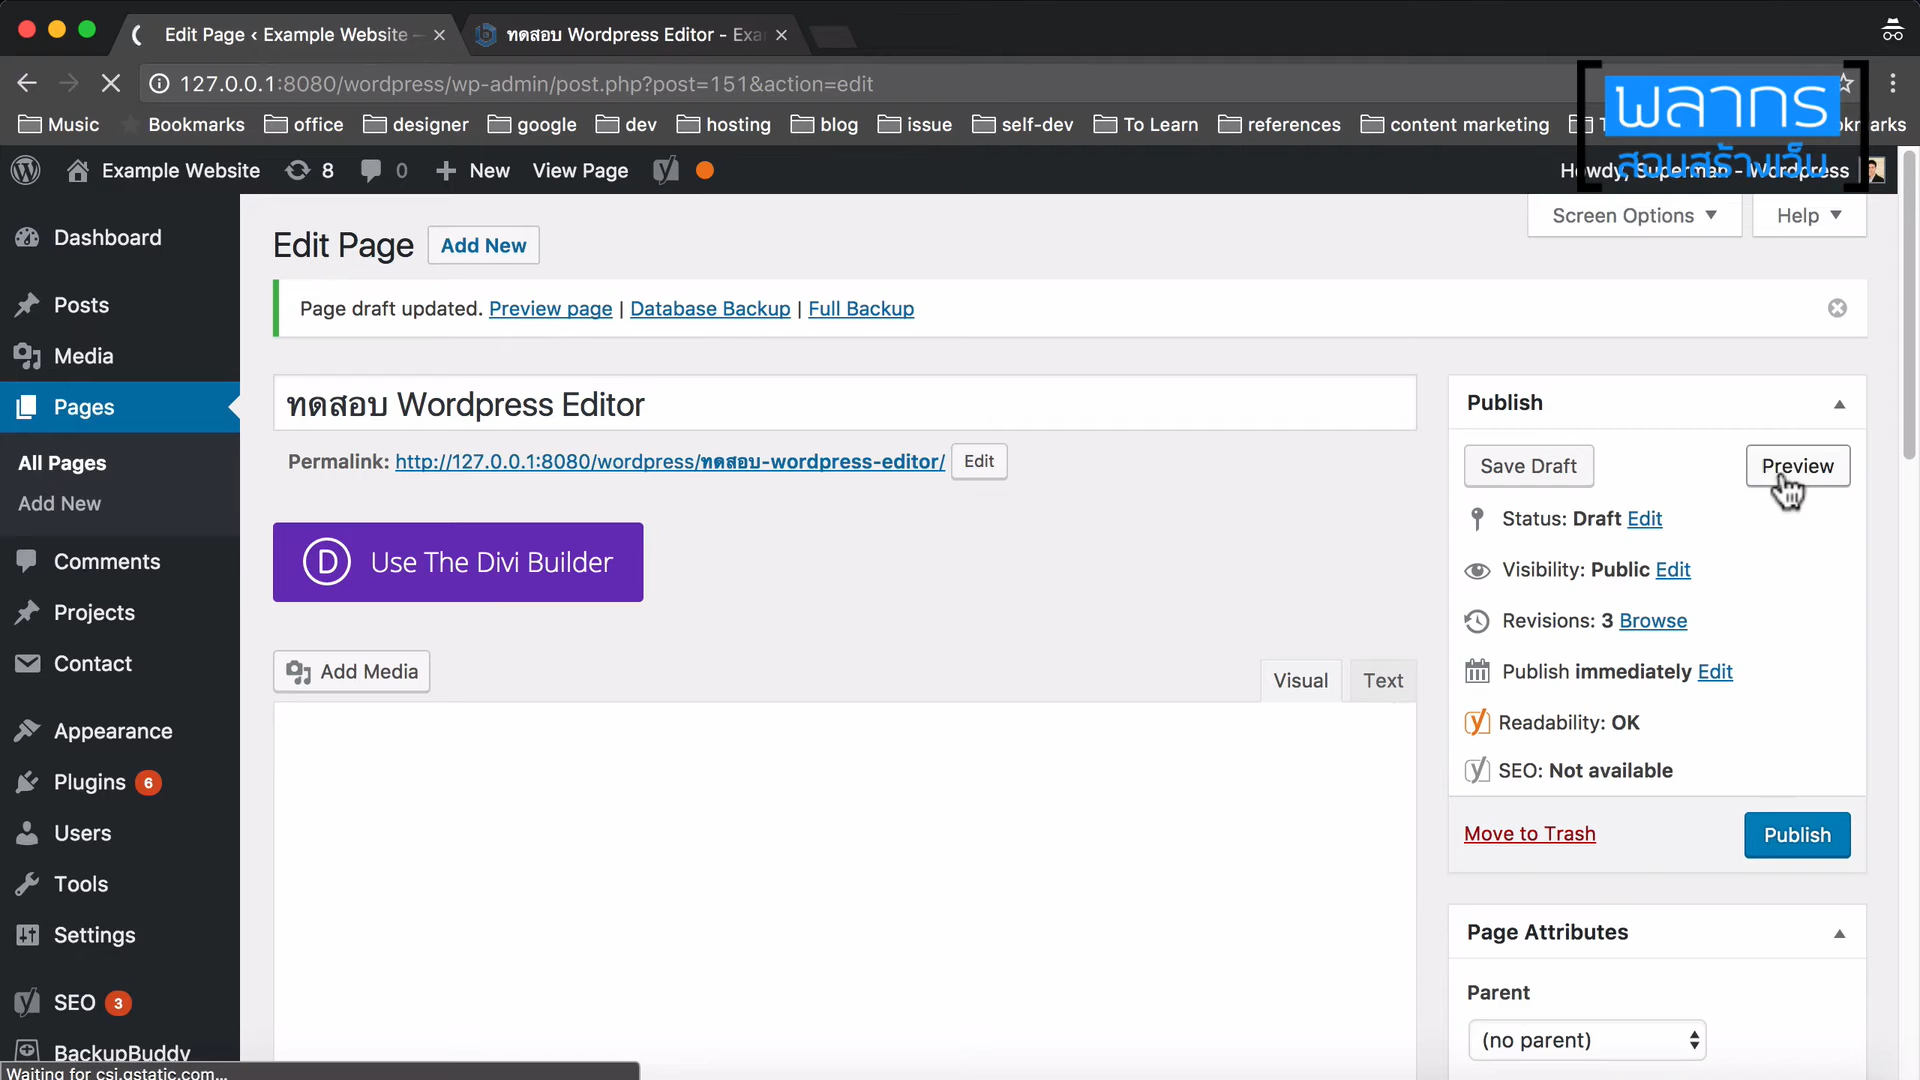 Edit Page ‹ Example Website —
ทดสอบ Wordpress Editor - Exa
127.0.0.1:8080/wordpress/wp-admin/post.php?post=151&action=edit
Music Bookmarks office designer google dev hosting blog issue self-dev To Learn references content marketing
พลากร
สวนสร้างเว็บ
Example Website 8 0 New View Page Howdy, Superman - Wordpress
Screen Options Help
Dashboard
Posts
Media
Pages
All Pages
Add New
Comments
Projects
Contact
Appearance
Plugins 6
Users
Tools
Settings
SEO 3
BackupBuddy
Edit Page Add New
Page draft updated. Preview page | Database Backup | Full Backup
ทดสอบ Wordpress Editor
Permalink: http://127.0.0.1:8080/wordpress/ทดสอบ-wordpress-editor/ Edit
D Use The Divi Builder
Add Media
Visual Text
Publish
Save Draft Preview
Status: Draft Edit
Visibility: Public Edit
Revisions: 3 Browse
Publish immediately Edit
Readability: OK
SEO: Not available
Move to Trash Publish
Page Attributes
Parent
(no parent)
Waiting for csi.gstatic.com...